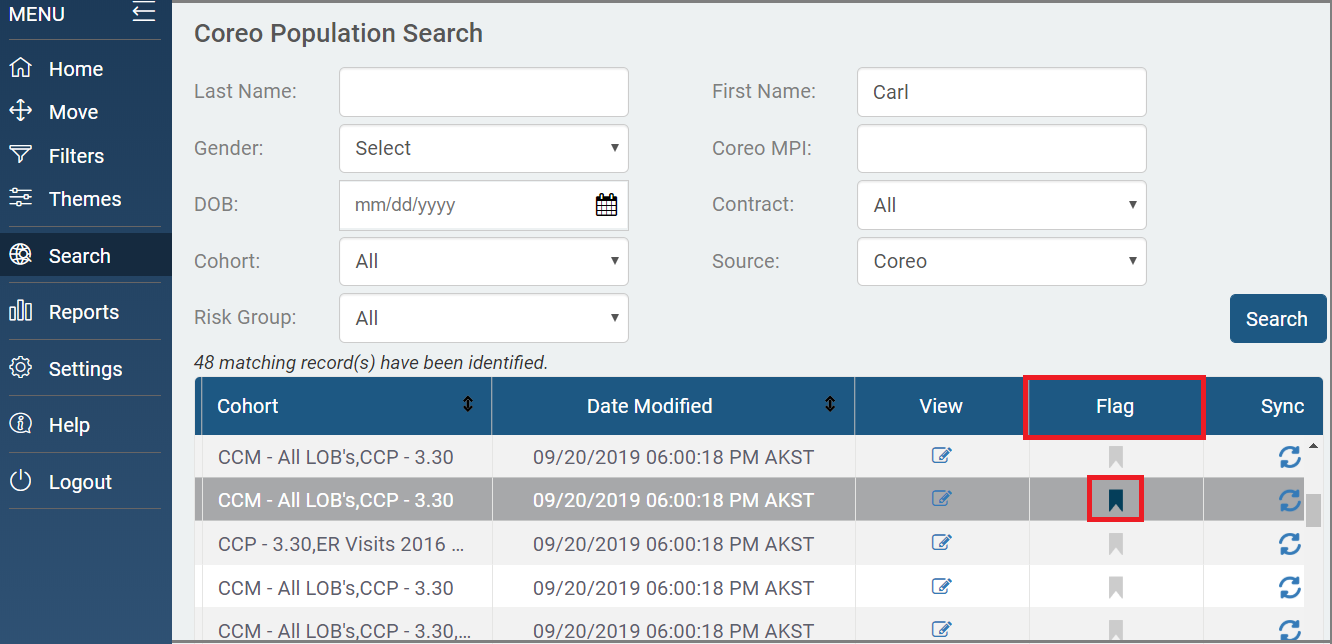 MENU
Home
Move
Filters
Themes
Search
Reports
Settings
Help
Logout
Coreo Population Search
Last Name:
First Name: Carl
Gender: Select
Coreo MPI:
DOB: mm/dd/yyyy
Contract: All
Cohort: All
Source: Coreo
Risk Group: All
Search
48 matching record(s) have been identified.
Cohort Date Modified View Flag Sync
CCM - All LOB's,CCP - 3.30 09/20/2019 06:00:18 PM AKST
CCM - All LOB's,CCP - 3.30 09/20/2019 06:00:18 PM AKST
CCP - 3.30,ER Visits 2016 ... 09/20/2019 06:00:18 PM AKST
CCM - All LOB's,CCP - 3.30 09/20/2019 06:00:18 PM AKST
CCM - All LOB's,CCP - 3.30,... 09/20/2019 06:00:18 PM AKST